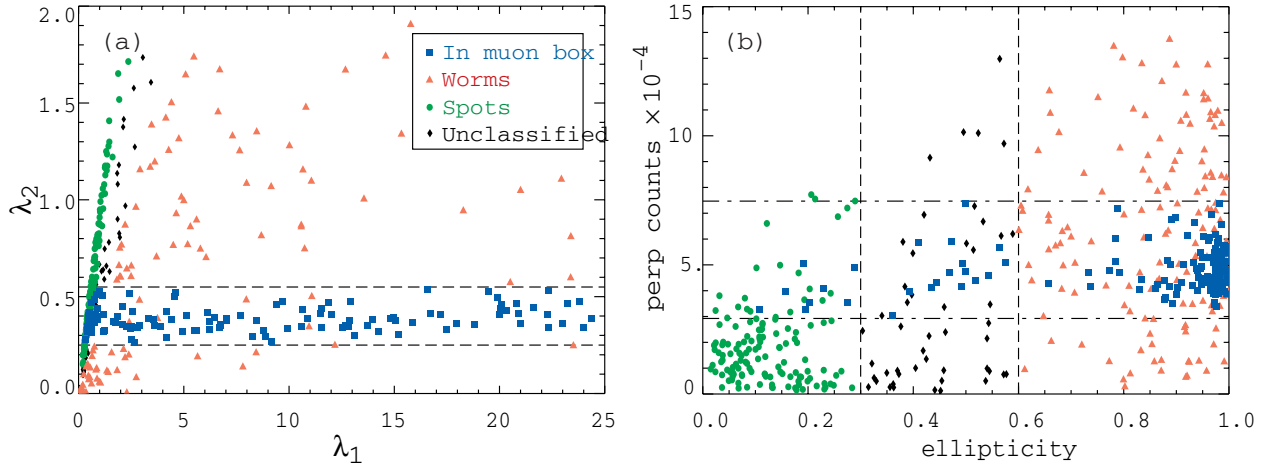 (a)
In muon box
Worms
Spots
Unclassified
2.0
1.5
1.0
0.5
0.0
λ2
0 5 10 15 20 25
λ1
(b)
15
10
5
0
perp counts ×10⁻⁴
0.0 0.2 0.4 0.6 0.8 1.0
ellipticity